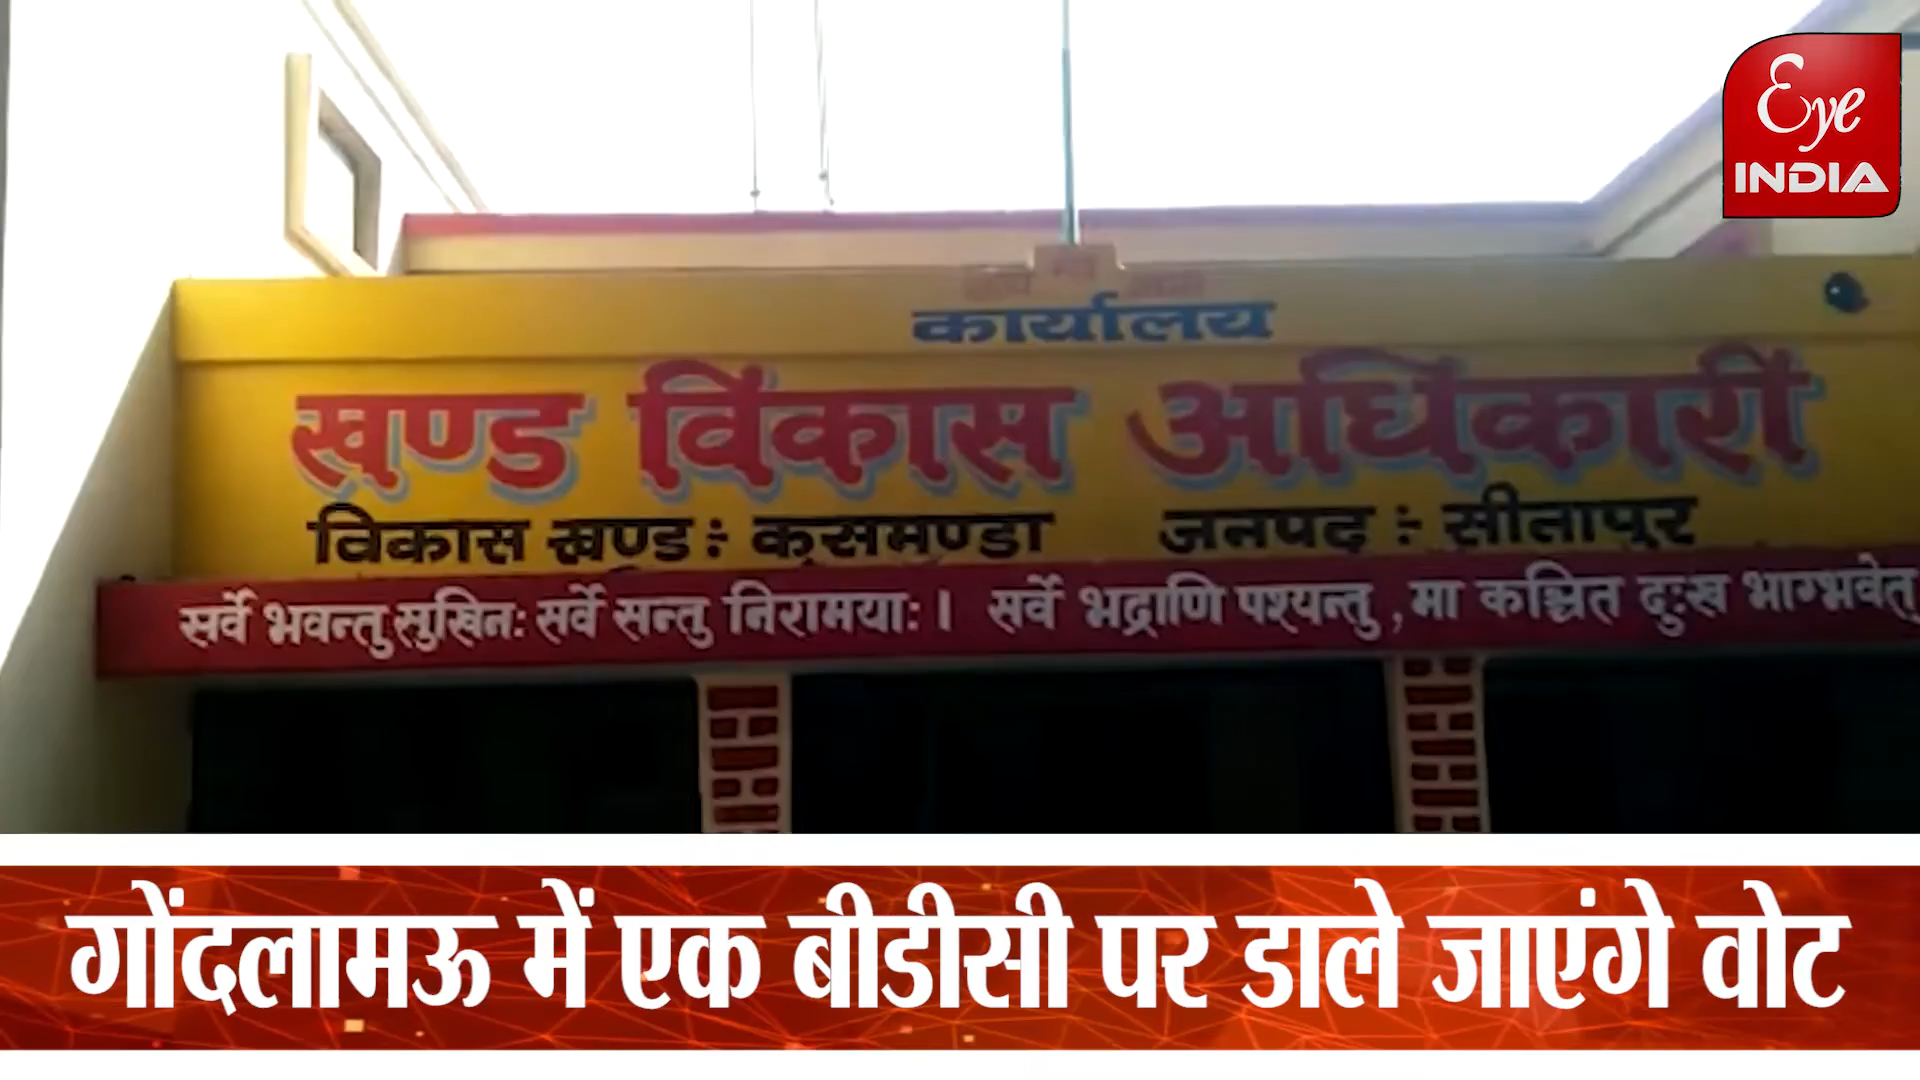 Eye
INDIA
कार्यालय
खण्ड विकास अधिकारी
विकास खण्ड : कसमण्डा जनपद : सीतापुर
सर्वे भवन्तु सुखिनः सर्वे सन्तु निरामयाः । सर्वे भद्राणि पश्यन्तु , मा कश्चित दुःख भाग्भवेत्
गोंदलामऊ में एक बीडीसी पर डाले जाएंगे वोट